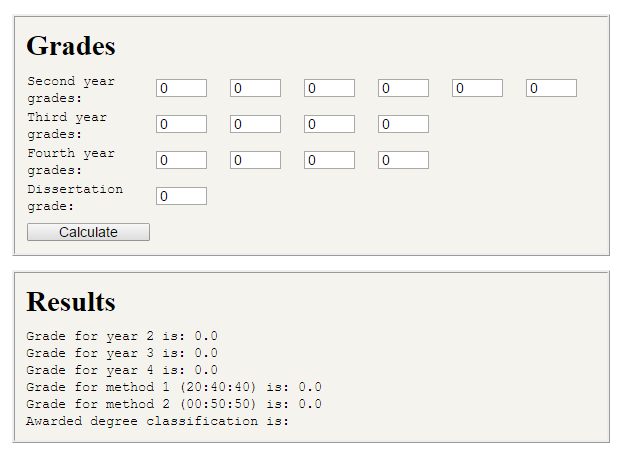 Grades
Second year grades: 0 0 0 0 0 0
Third year grades: 0 0 0 0
Fourth year grades: 0 0 0 0
Dissertation grade: 0
Calculate
Results
Grade for year 2 is: 0.0
Grade for year 3 is: 0.0
Grade for year 4 is: 0.0
Grade for method 1 (20:40:40) is: 0.0
Grade for method 2 (00:50:50) is: 0.0
Awarded degree classification is: